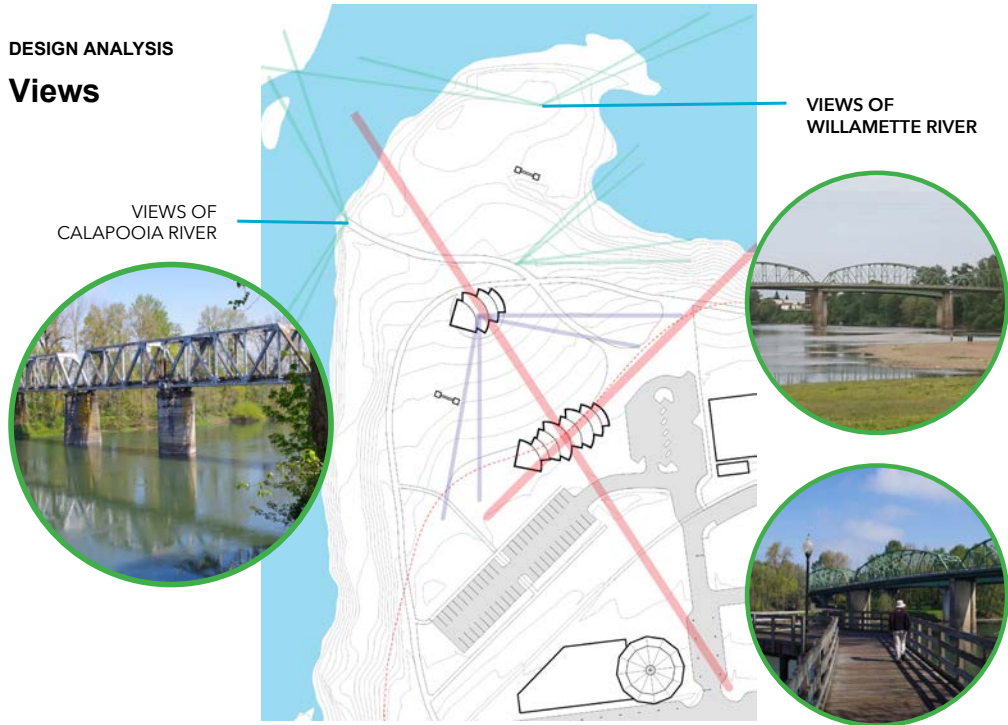 DESIGN ANALYSIS
Views
VIEWS OF
WILLAMETTE RIVER
VIEWS OF
CALAPOOIA RIVER